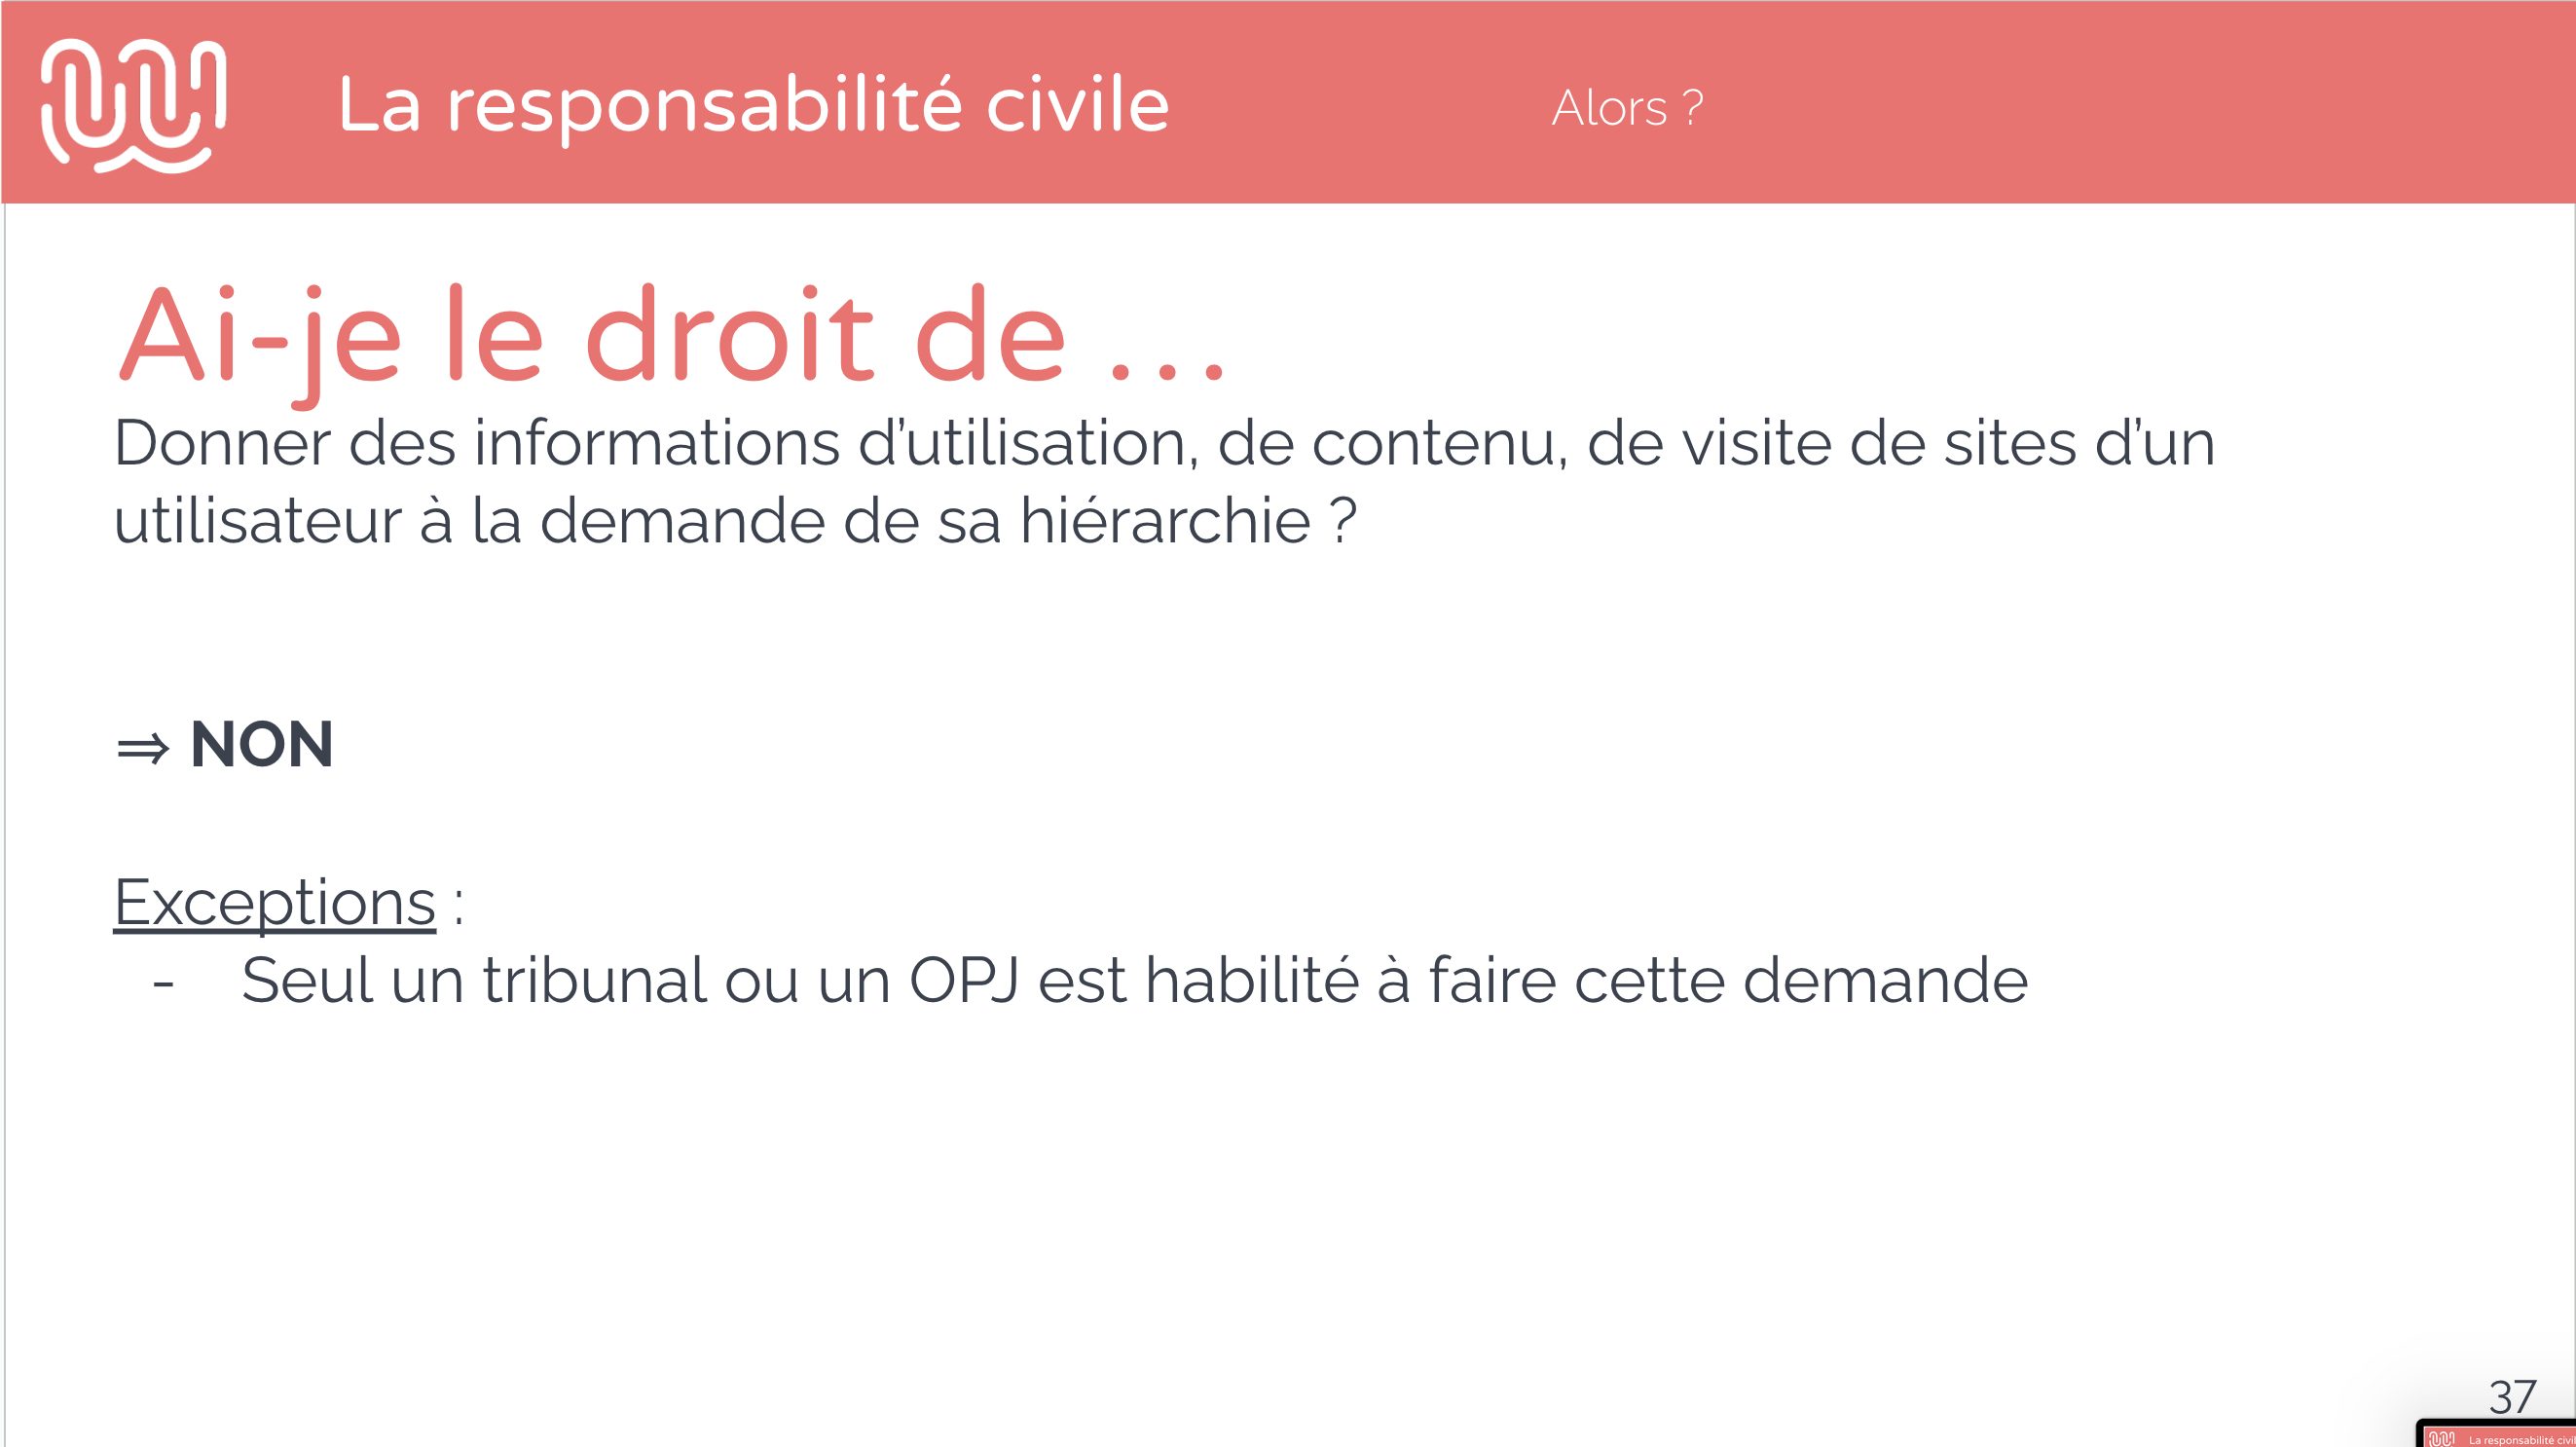 La responsabilité civile
Alors ?
Ai-je le droit de ...
Donner des informations d’utilisation, de contenu, de visite de sites d’un
utilisateur à la demande de sa hiérarchie ?
⇒ NON
Exceptions :
- Seul un tribunal ou un OPJ est habilité à faire cette demande
37
La responsabilité civil